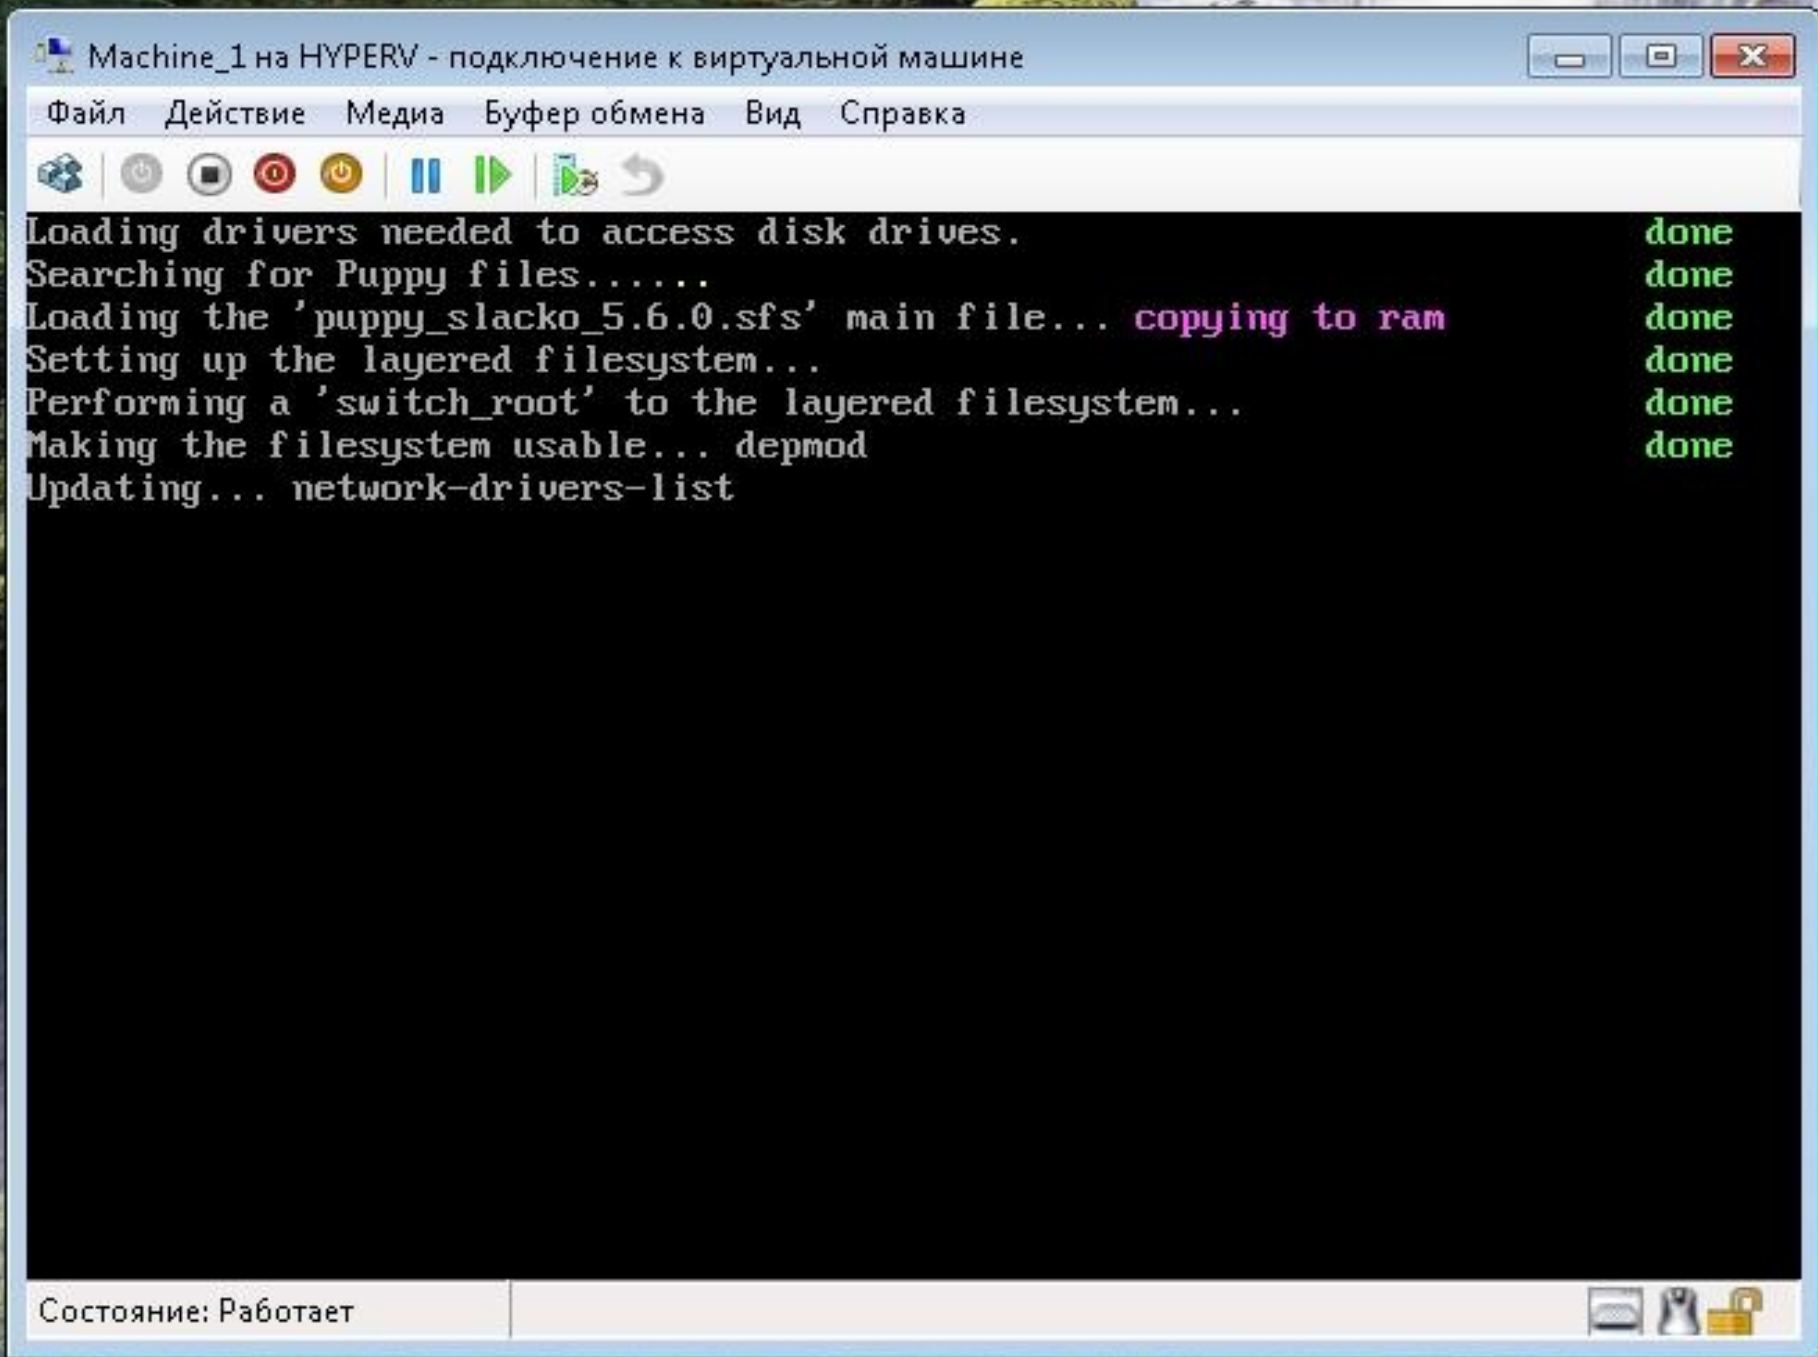 Machine_1 на HYPERV - подключение к виртуальной машине
Файл Действие Медиа Буфер обмена Вид Справка
Loading drivers needed to access disk drives. done
Searching for Puppy files...... done
Loading the 'puppy_slacko_5.6.0.sfs' main file... copying to ram done
Setting up the layered filesystem... done
Performing a 'switch_root' to the layered filesystem... done
Making the filesystem usable... depmod done
Updating... network-drivers-list
Состояние: Работает